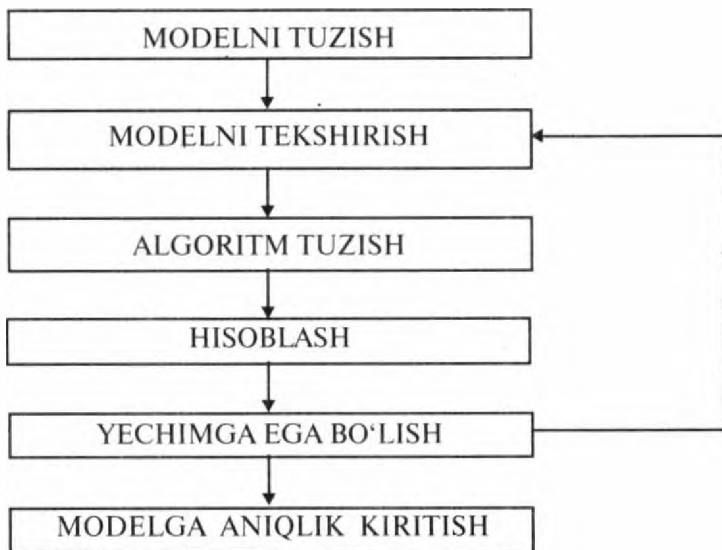 MODELNI TUZISH
MODELNI TEKSHIRISH
ALGORITM TUZISH
HISOBLASH
YECHIMGA EGA BO‘LISH
MODELGA ANIQLIK KIRITISH